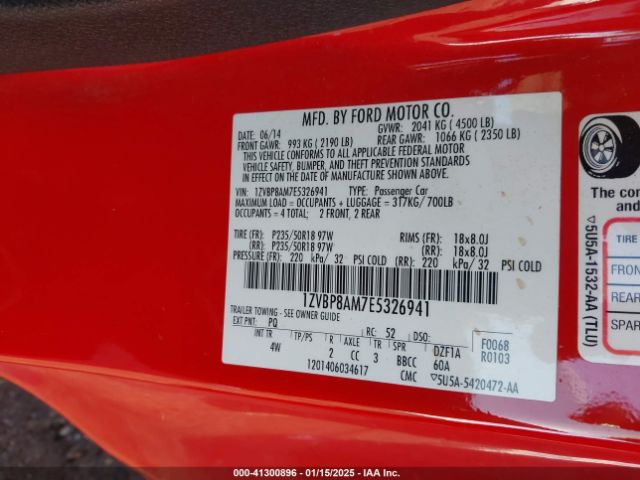 MFD. BY FORD MOTOR CO.
DATE: 06/14 GVWR: 2041 KG ( 4500 LB)
FRONT GAWR: 993 KG ( 2190 LB) REAR GAWR: 1066 KG ( 2350 LB)
THIS VEHICLE CONFORMS TO ALL APPLICABLE FEDERAL MOTOR
VEHICLE SAFETY, BUMPER, AND THEFT PREVENTION STANDARDS
IN EFFECT ON THE DATE OF MANUFACTURE SHOWN ABOVE.
VIN: 1ZVBP8AM7E5326941 TYPE: Passenger Car
MAXIMUM LOAD = OCCUPANTS + LUGGAGE = 317KG/ 700LB
OCCUPANTS = 4 TOTAL; 2 FRONT, 2 REAR
TIRE (FR): P235/50R18 97W RIMS (FR): 18x8.0J
(RR): P235/50R18 97W (RR): 18x8.0J
PRESSURE (FR): 220 kPa/ 32 PSI COLD (RR): 220 kPa/ 32 PSI COLD
1ZVBP8AM7E5326941
TRAILER TOWING - SEE OWNER GUIDE
EXT PNT: PQ RC: 52 DSO: F0068
INT TR TP/PS R AXLE TR SPR DZF1A R0103
4W 2 CC 3 BBCC 60A
1201406034617 CMC ▽5U5A-5420472-AA
The co
and
▽5U5A-1532-AA (TLU)
TIRE
FRON
REAR
SPAR
000-41300896 - 01/15/2025 - IAA Inc.